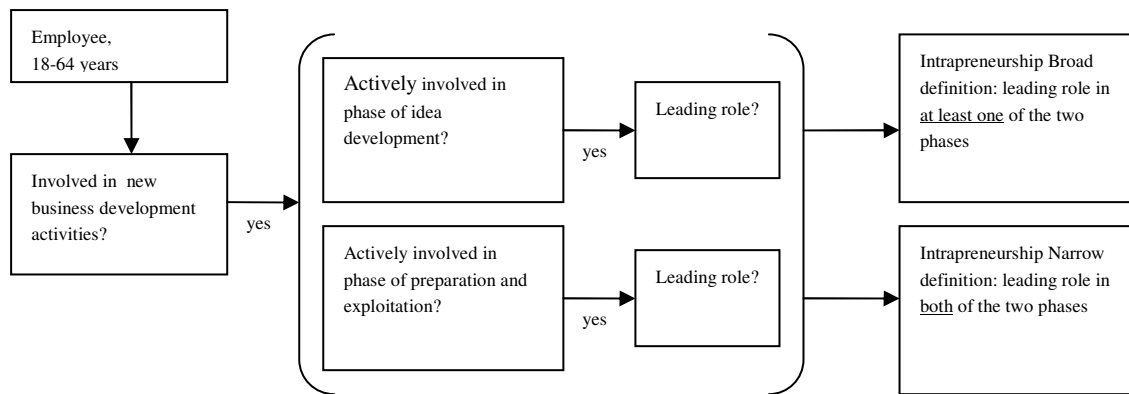 Employee,
18-64 years
Involved in new
business development
activities?
yes
Actively involved in
phase of idea
development?
yes
Leading role?
Actively involved in
phase of preparation and
exploitation?
yes
Leading role?
Intrapreneurship Broad
definition: leading role in
at least one of the two
phases
Intrapreneurship Narrow
definition: leading role in
both of the two phases